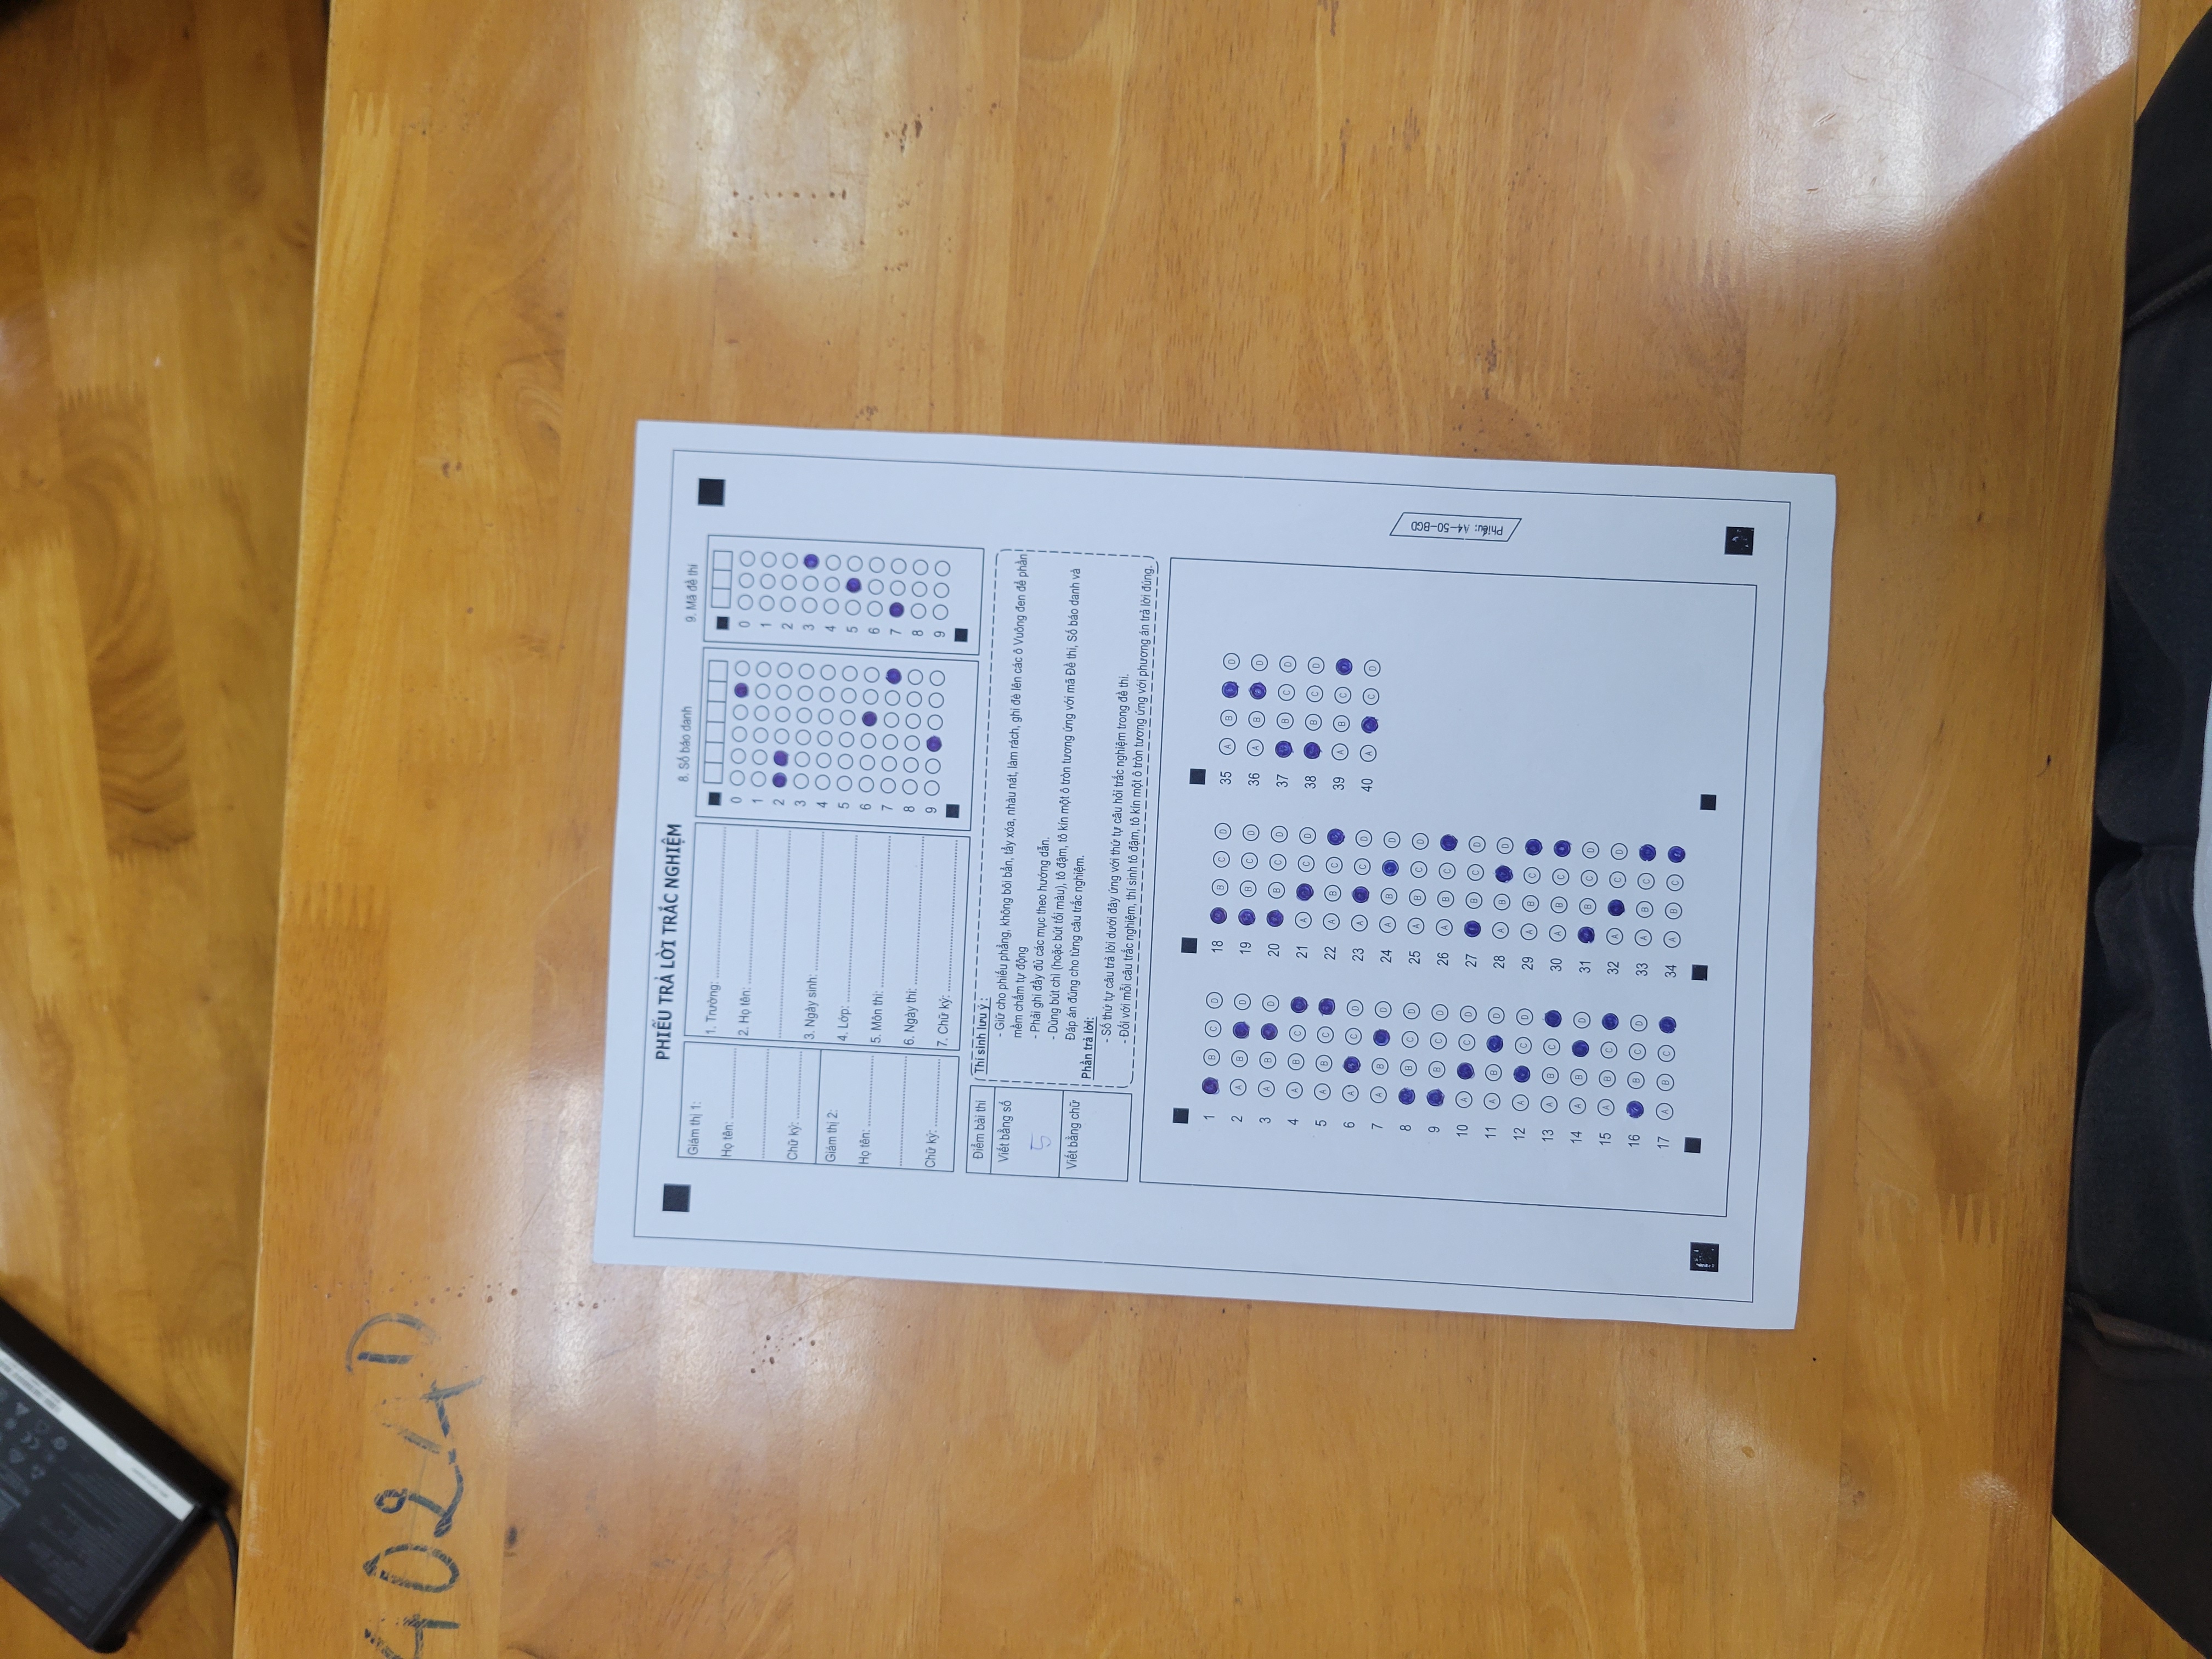 402A D
PHIẾU TRẢ LỜI TRẮC NGHIỆM
Giám thị 1:
Họ tên:
Chữ ký:
Giám thị 2:
Họ tên:
Chữ ký:
1. Trường:
2. Họ tên:
3. Ngày sinh:
4. Lớp:
5. Môn thi:
6. Ngày thi:
7. Chữ ký:
8. Số báo danh
0
1
2
3
4
5
6
7
8
9
9. Mã đề thi
0
1
2
3
4
5
6
7
8
9
Điểm bài thi
Viết bằng số
5
Viết bằng chữ
Thí sinh lưu ý :
- Giữ cho phiếu phẳng, không bôi bẩn, tẩy xóa, nhàu nát, làm rách, ghi đè lên các ô Vuông đen để phần
mềm chấm tự động
- Phải ghi đầy đủ các mục theo hướng dẫn.
- Dùng bút chì (hoặc bút tối màu), tô đậm, tô kín một ô tròn tương ứng với mã Đề thi, Số báo danh và
Đáp án đúng cho từng câu trắc nghiệm.
Phần trả lời:
- Số thứ tự câu trả lời dưới đây ứng với thứ tự câu hỏi trắc nghiệm trong đề thi.
- Đối với mỗi câu trắc nghiệm, thí sinh tô đậm, tô kín một ô tròn tương ứng với phương án trả lời đúng.
1 B C D
2 A B D
3 A B D
4 A B C
5 A B C
6 A C D
7 A B D
8 B C D
9 B C D
10 A C D
11 A B D
12 A C D
13 A B C
14 A B D
15 A B C
16 B C D
17 A B C
18 B C D
19 B C D
20 B C D
21 A C D
22 A B C
23 A C D
24 A B D
25 A B C D
26 A B C
27 B C D
28 A B D
29 A B C
30 A B C
31 B C D
32 A C D
33 A B C
34 A B C
35 A B D
36 A B D
37 B C D
38 B C D
39 A B C
40 A C D
Phiếu: A4-50-BGD